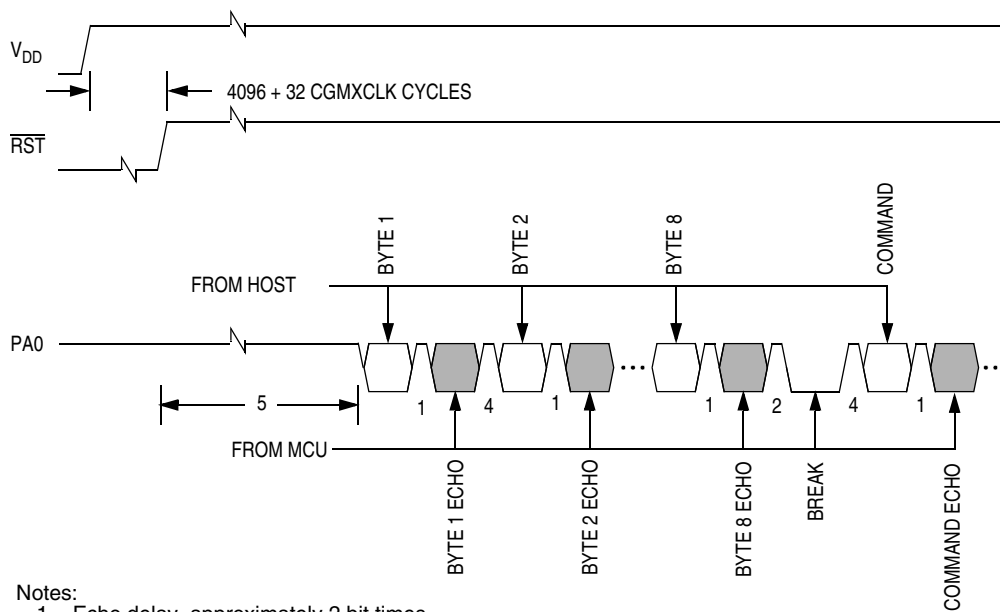 VDD
4096 + 32 CGMXCLK CYCLES
RST
BYTE 1
BYTE 2
BYTE 8
COMMAND
FROM HOST
PA0
1
4
1
1
2
4
1
5
FROM MCU
BYTE 1 ECHO
BYTE 2 ECHO
BYTE 8 ECHO
BREAK
COMMAND ECHO
Notes: